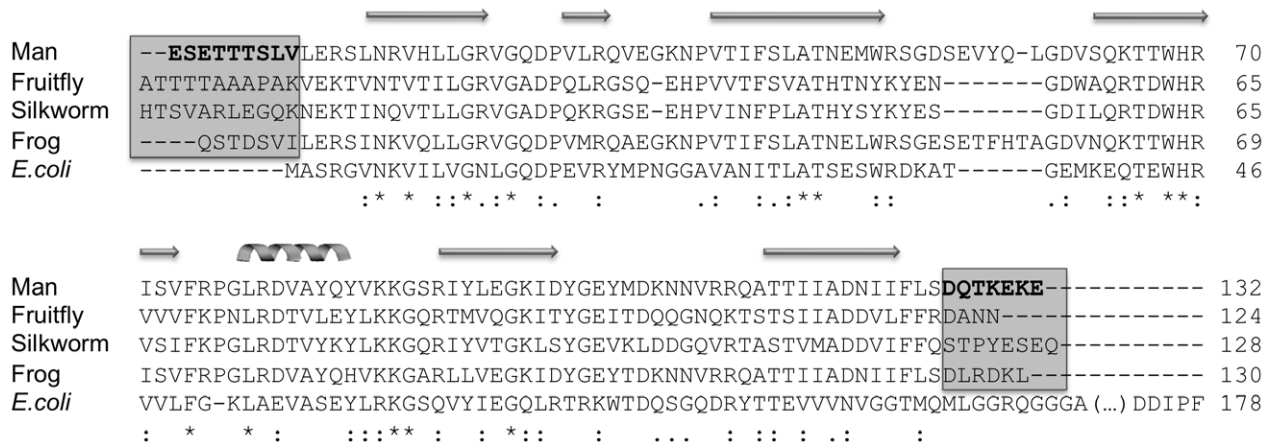 Man --ESETTTSLVLERSLNRVHLLGRVGQDPVLRQVEGKNPVTIFSLATNEMWRSGDSEVYQ-LGDVSQKTTWHR 70
Fruitfly ATTTTAAAPAKVEKTVNTVTILGRVGADPQLRGSQ-EHPVVTFSVATHTNYKYEN-------GDWAQRTDWHR 65
Silkworm HTSVARLEGQKNEKTINQVTLLGRVGADPQKRGSE-EHPVVINFPLATHYSYKYES-------GDILQRTDWHR 65
Frog ----QSTDSVILERSINKVQLLGRVGQDPVMRQAEGKNPVTIFSLATNELWRSGESETFHTAGDVNQKTTWHR 69
E.coli ----------MASRGVNKVILVGNLGQDPEVRYMPNGGAVANITLATSESWRDKAT-------GEMKEQTEWHR 46
:* * ::*.:* :. : .: :.:** :: .: ::* **:
Man ISVFRPGLRDVAYQYVKKGSRIYLEGKIDYGEYMDKNNVRRQATTIIADNIIFLSDQTKEKE----------- 132
Fruitfly VVVFKPNLRDTVLEYLKKGQRTMVQGKITYGEITDQQGNQKTSTSIIADDVLFFRDANN-------------- 124
Silkworm VSIFKPGLRDTVYKYLKKGQRIYVTGKLSYGEVKLDDGQVRTASTVMADDVIFFQSTPYESEQ---------- 128
Frog ISVFRPGLRDVAYQHVKKGARLLVEGKIDYGEYTDKNNVRRQATTIIADNIIFLSDLRDKL------------ 130
E.coli VVLFG-KLAEVASEYLRKGSQVYIEGQLRTRKWTDQSGQDRYTTEVVVNVGGTMQMLGGRQGGGA(…)DDIPF 178
: * * : :::** : : *:: : ... : :: : .: :